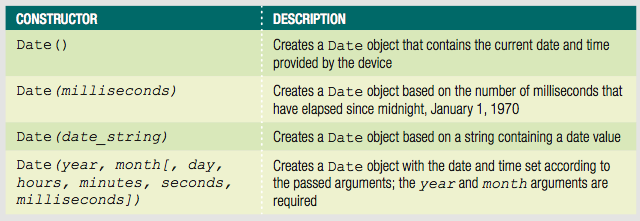 CONSTRUCTOR DESCRIPTION
Date() Creates a Date object that contains the current date and time
provided by the device
Date(milliseconds) Creates a Date object based on the number of milliseconds that
have elapsed since midnight, January 1, 1970
Date(date_string) Creates a Date object based on a string containing a date value
Date(year, month[, day, Creates a Date object with the date and time set according to
hours, minutes, seconds, the passed arguments; the year and month arguments are
milliseconds]) required